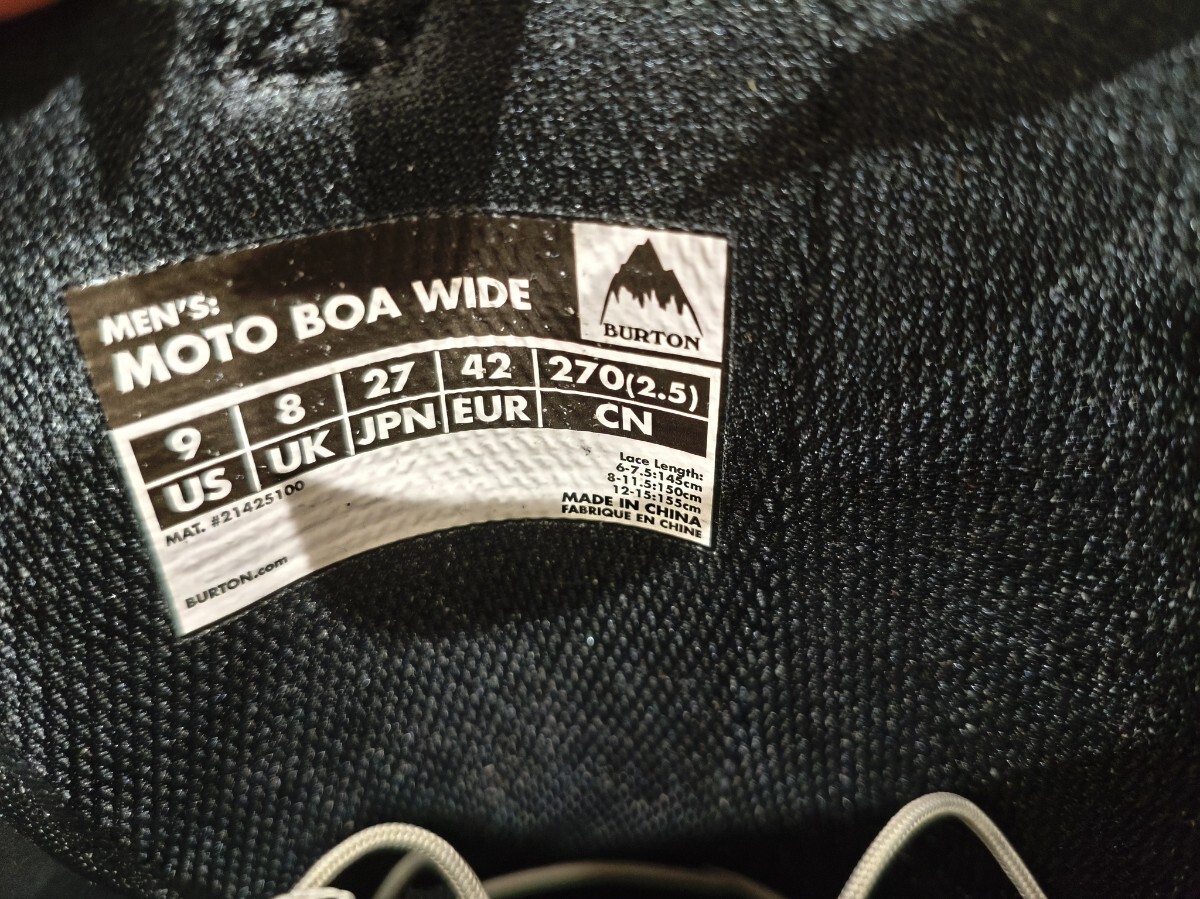 MEN'S:
MOTO BOA WIDE
BURTON
9 8 27 42 270(2.5)
US UK JPN EUR CN
MAT. #21425100
BURTON.com
Lace Length:
6-7.5:145cm
8-11.5:150cm
12-15:155cm
MADE IN CHINA
FABRIQUE EN CHINE